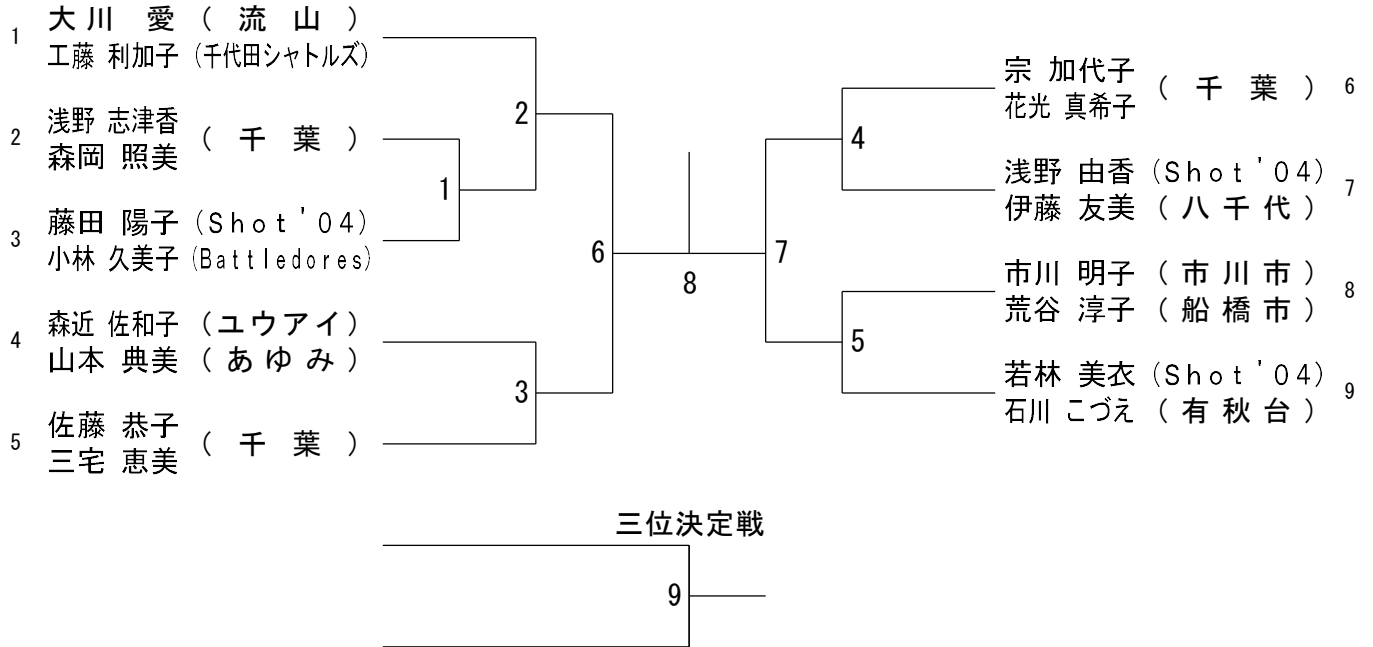 1 大川 愛 (流山)
工藤 利加子 (千代田シャトルズ)
2 浅野 志津香
森岡 照美 (千葉)
3 藤田 陽子 (Shot'04)
小林 久美子 (Battledores)
4 森近 佐和子 (ユウアイ)
山本 典美 (あゆみ)
5 佐藤 恭子
三宅 恵美 (千葉)
1
2
3
6
8
7
4
5
宗 加代子
花光 真希子 (千葉) 6
浅野 由香 (Shot'04)
伊藤 友美 (八千代) 7
市川 明子 (市川市)
荒谷 淳子 (船橋市) 8
若林 美衣 (Shot'04)
石川 こづえ (有秋台) 9
三位決定戦
9